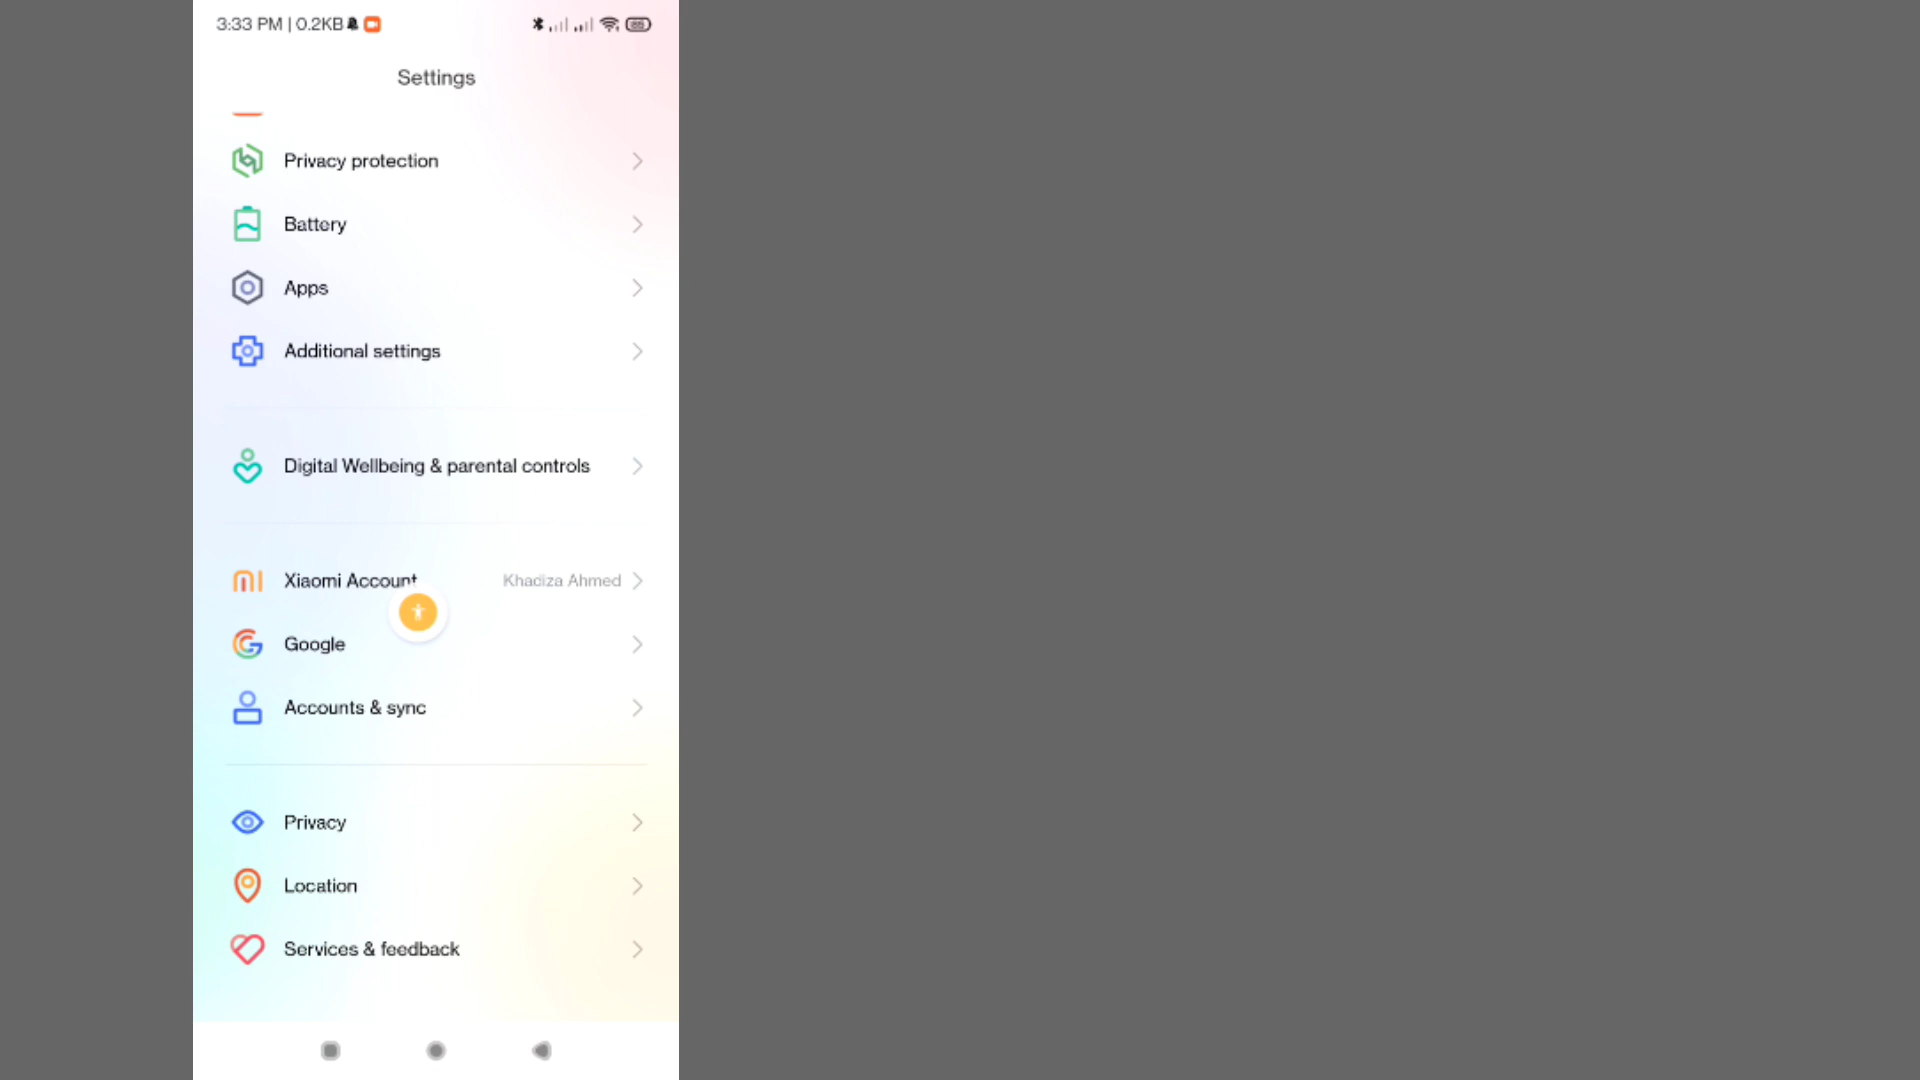 3:33 PM | 0.2KB
Settings
Privacy protection
Battery
Apps
Additional settings
Digital Wellbeing & parental controls
Xiaomi Account Khadiza Ahmed
Google
Accounts & sync
Privacy
Location
Services & feedback